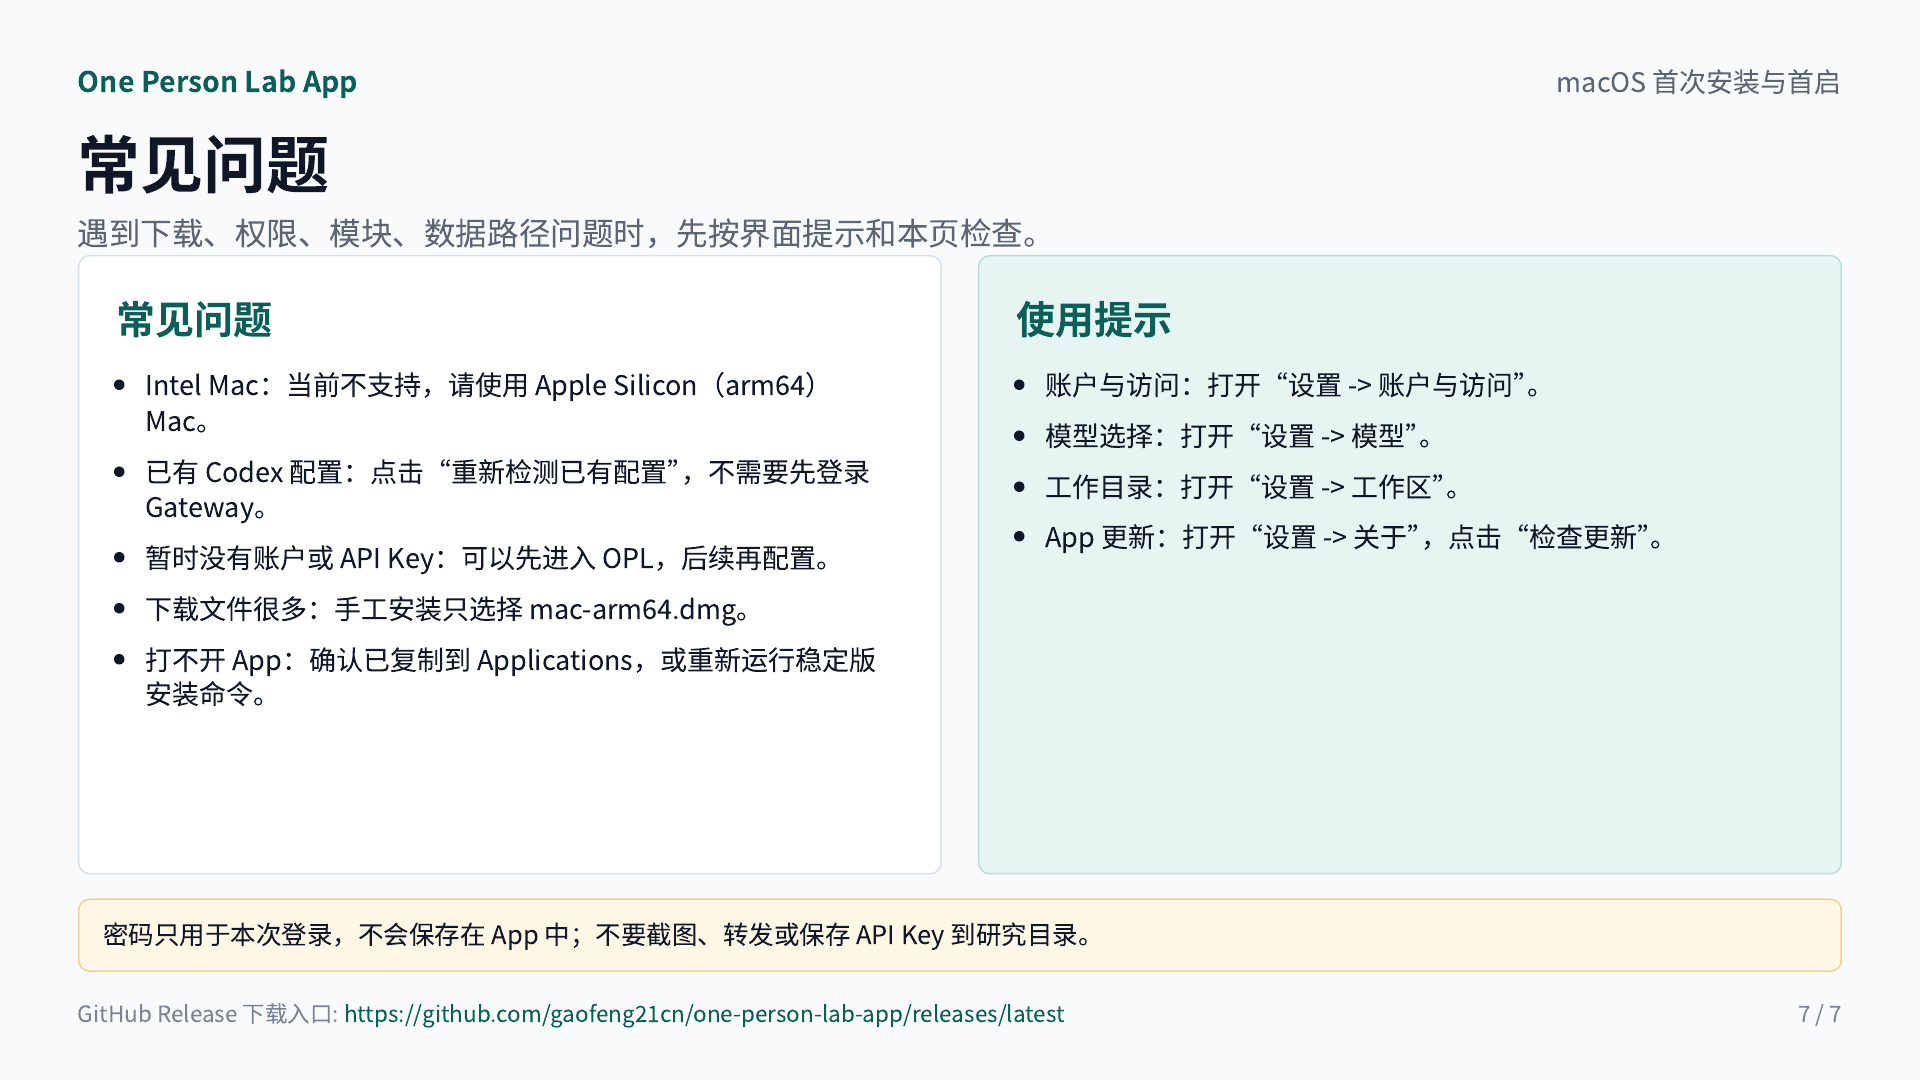 One Person Lab App
macOS 首次安装与首启
常见问题
遇到下载、权限、模块、数据路径问题时，先按界面提示和本页检查。
常见问题
• Intel Mac：当前不支持，请使用 Apple Silicon（arm64）
Mac。
• 已有 Codex 配置：点击“重新检测已有配置”，不需要先登录
Gateway。
• 暂时没有账户或 API Key：可以先进入 OPL，后续再配置。
• 下载文件很多：手工安装只选择 mac-arm64.dmg。
• 打不开 App：确认已复制到 Applications，或重新运行稳定版
安装命令。
使用提示
• 账户与访问：打开“设置 -> 账户与访问”。
• 模型选择：打开“设置 -> 模型”。
• 工作目录：打开“设置 -> 工作区”。
• App 更新：打开“设置 -> 关于”，点击“检查更新”。
密码只用于本次登录，不会保存在 App 中；不要截图、转发或保存 API Key 到研究目录。
GitHub Release 下载入口: https://github.com/gaofeng21cn/one-person-lab-app/releases/latest
7 / 7